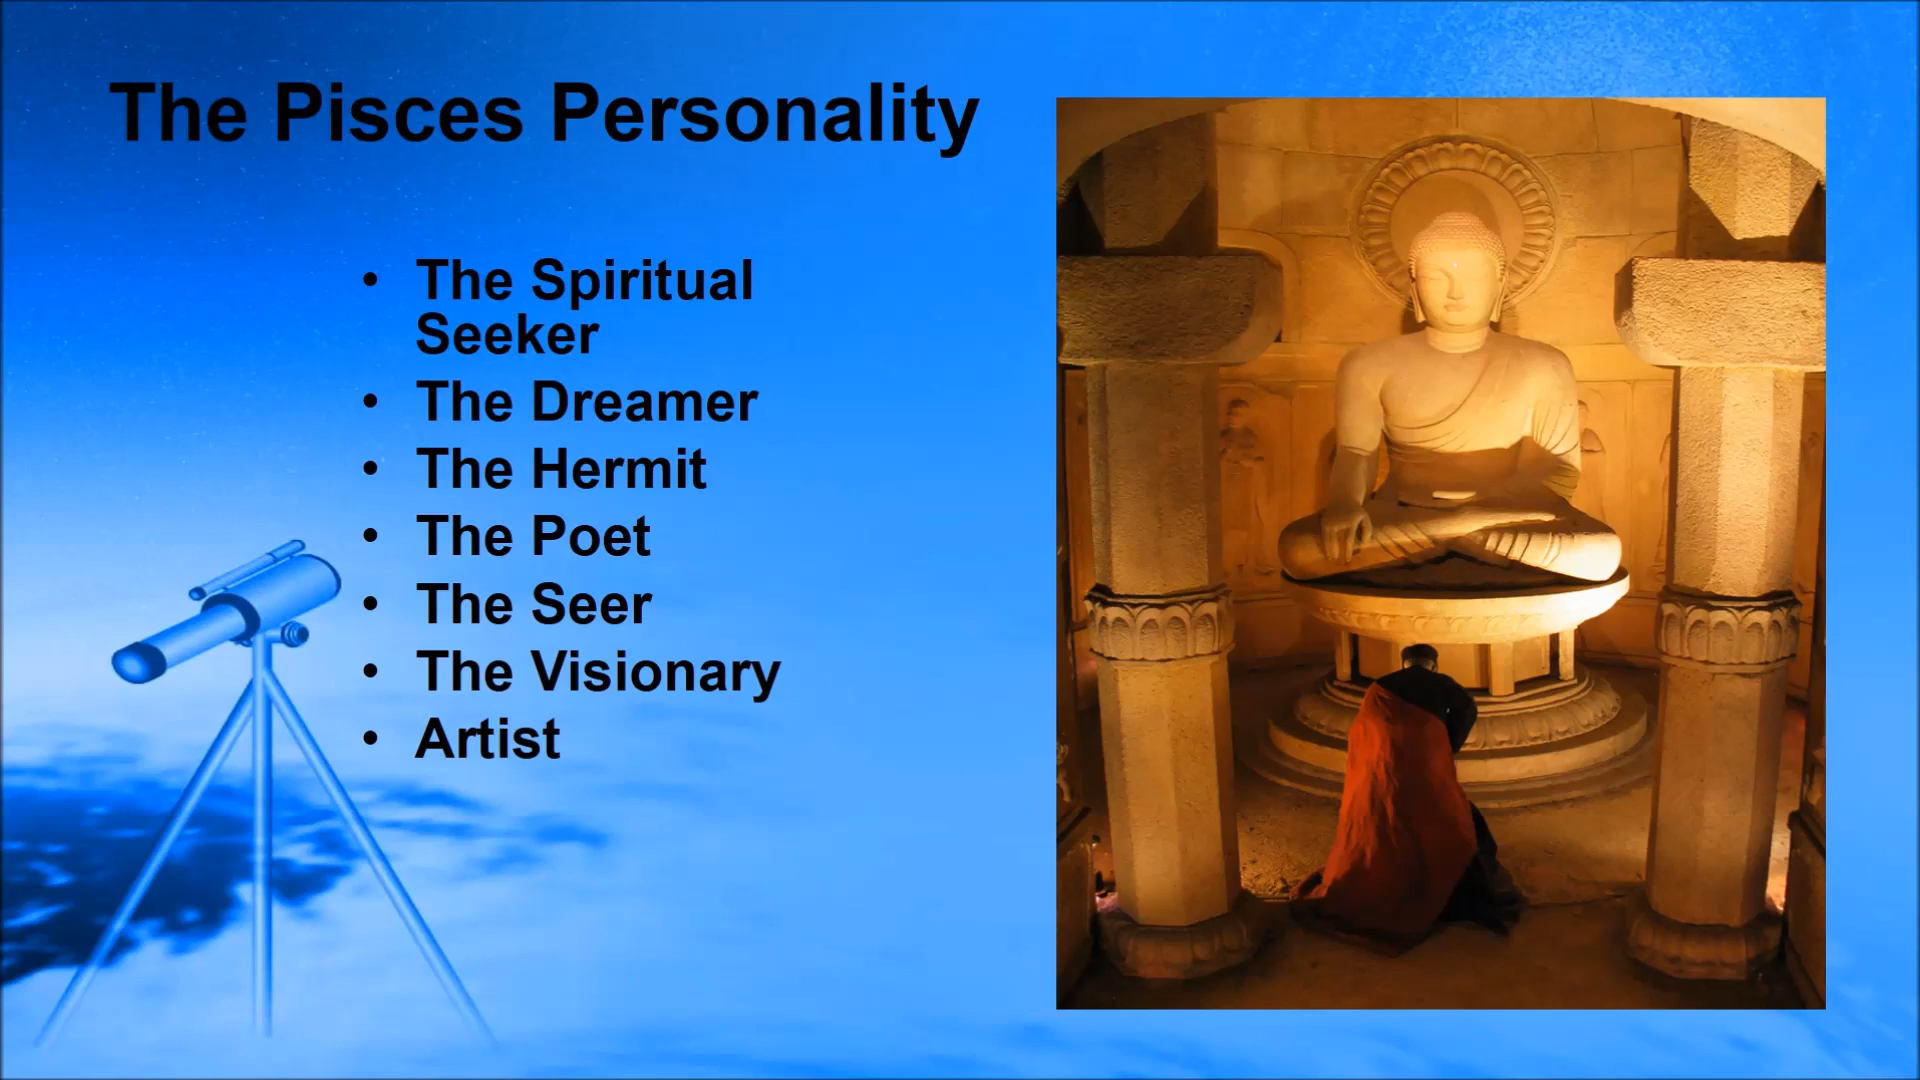 The Pisces Personality
• The Spiritual
Seeker
• The Dreamer
• The Hermit
• The Poet
• The Seer
• The Visionary
• Artist